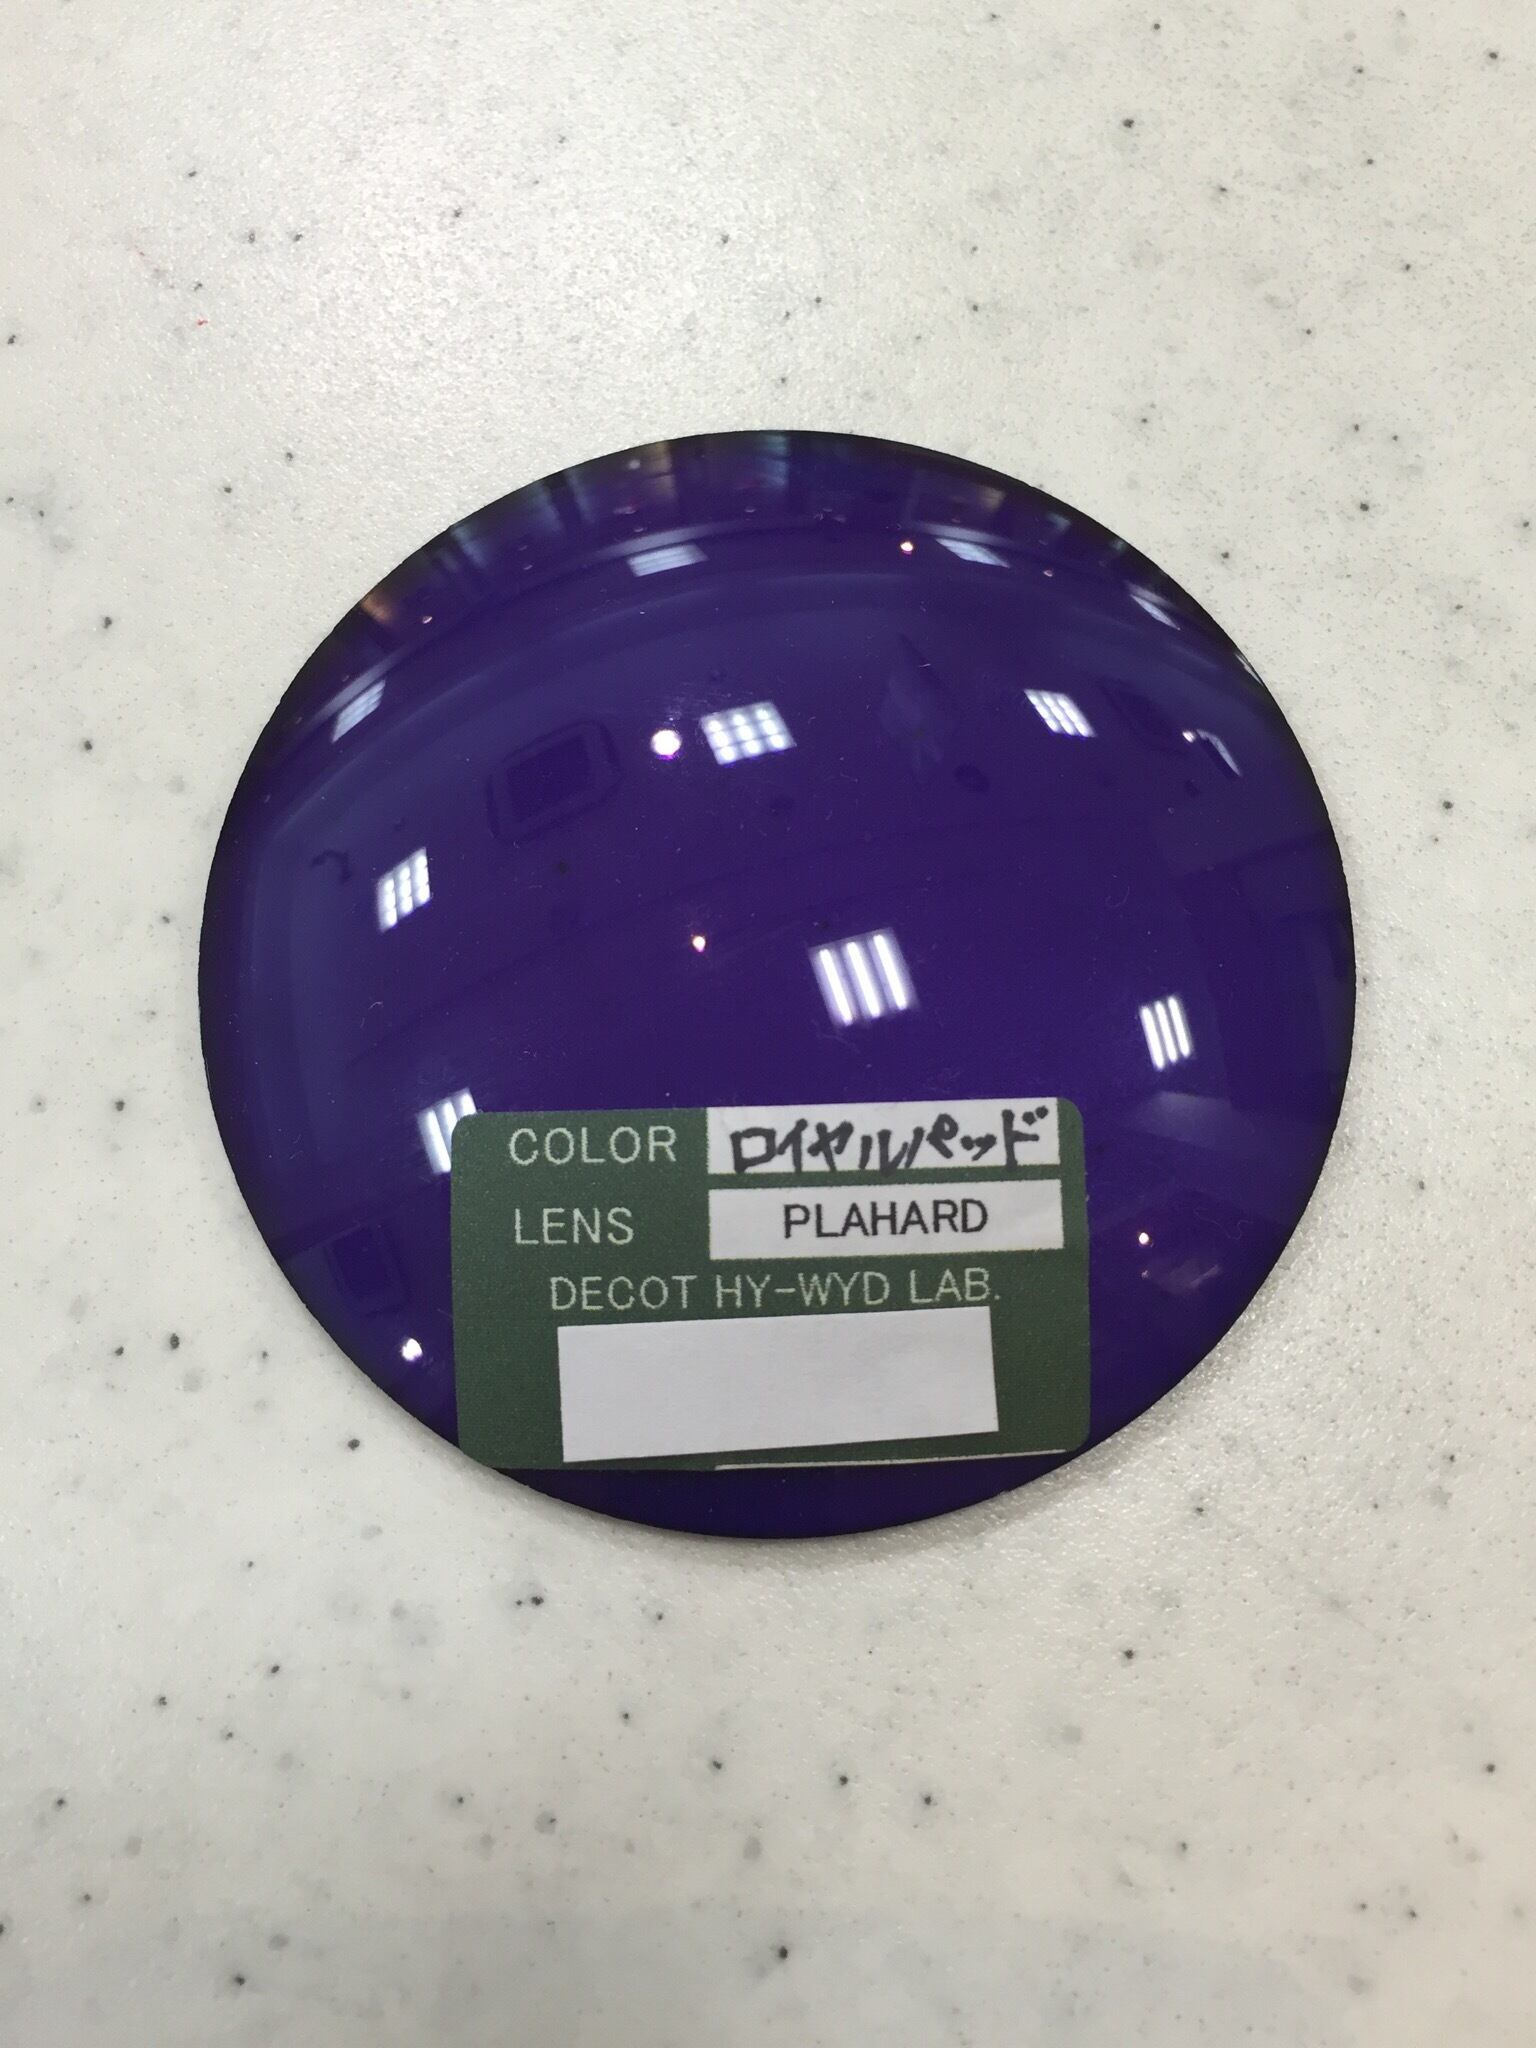 COLOR ロイヤルパッド
LENS PLAHARD
DECOT HY-WYD LAB.